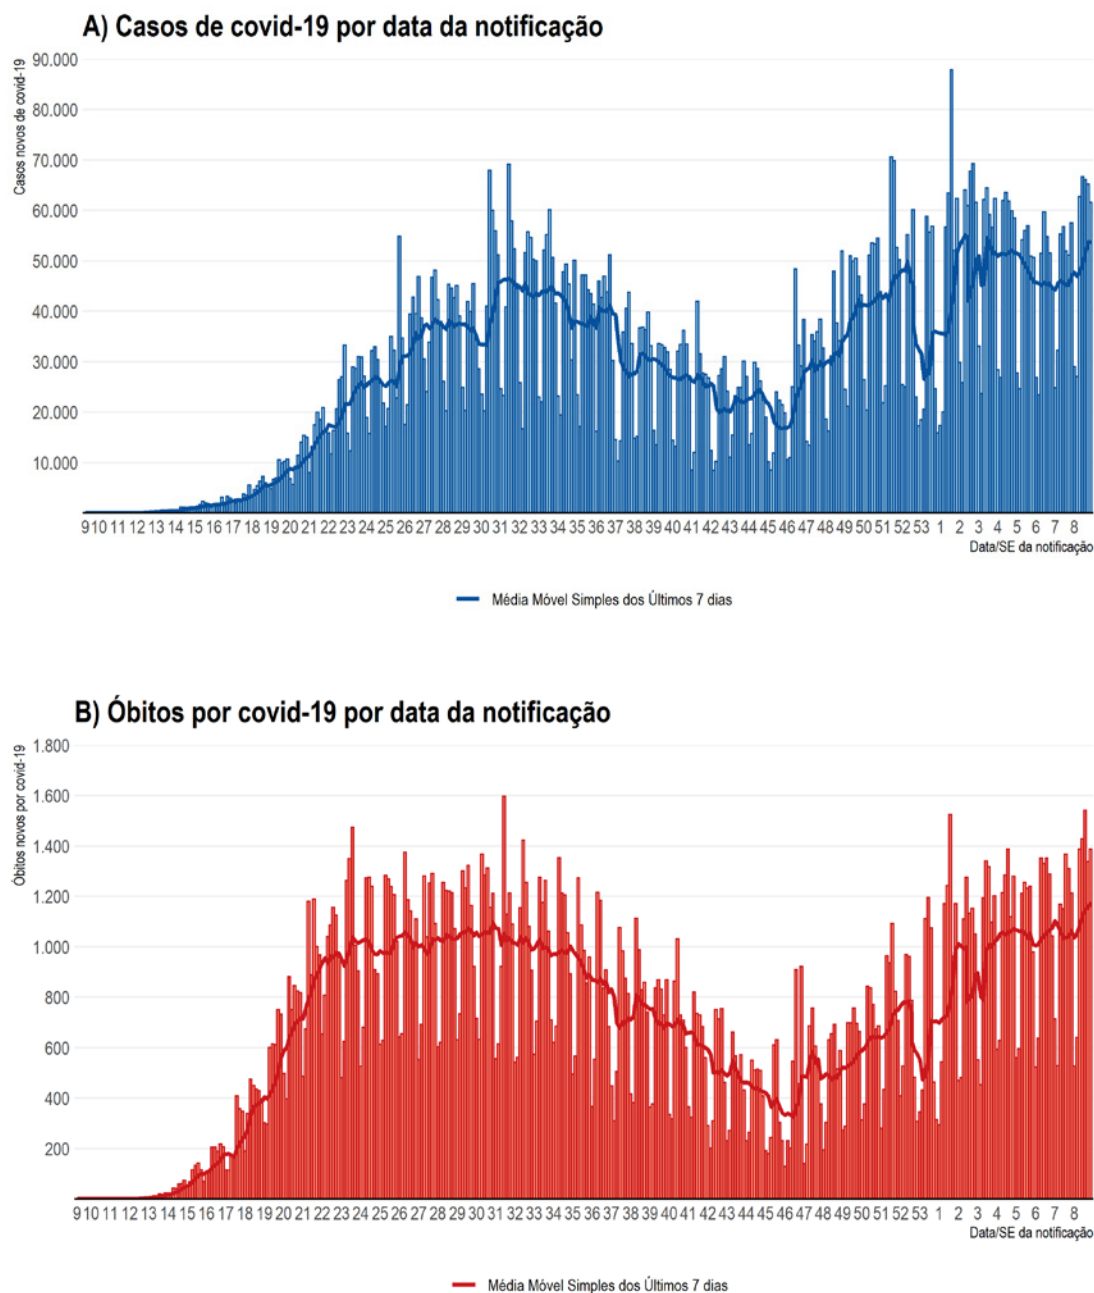 A) Casos de covid-19 por data da notificação
Casos novos de covid-19
90.000
80.000
70.000
60.000
50.000
40.000
30.000
20.000
10.000
9 10 11 12 13 14 15 16 17 18 19 20 21 22 23 24 25 26 27 28 29 30 31 32 33 34 35 36 37 38 39 40 41 42 43 44 45 46 47 48 49 50 51 52 53 1 2 3 4 5 6 7 8
Data/SE da notificação
Média Móvel Simples dos Últimos 7 dias
B) Óbitos por covid-19 por data da notificação
Óbitos novos por covid-19
1.800
1.600
1.400
1.200
1.000
800
600
400
200
9 10 11 12 13 14 15 16 17 18 19 20 21 22 23 24 25 26 27 28 29 30 31 32 33 34 35 36 37 38 39 40 41 42 43 44 45 46 47 48 49 50 51 52 53 1 2 3 4 5 6 7 8
Data/SE da notificação
Média Móvel Simples dos Últimos 7 dias